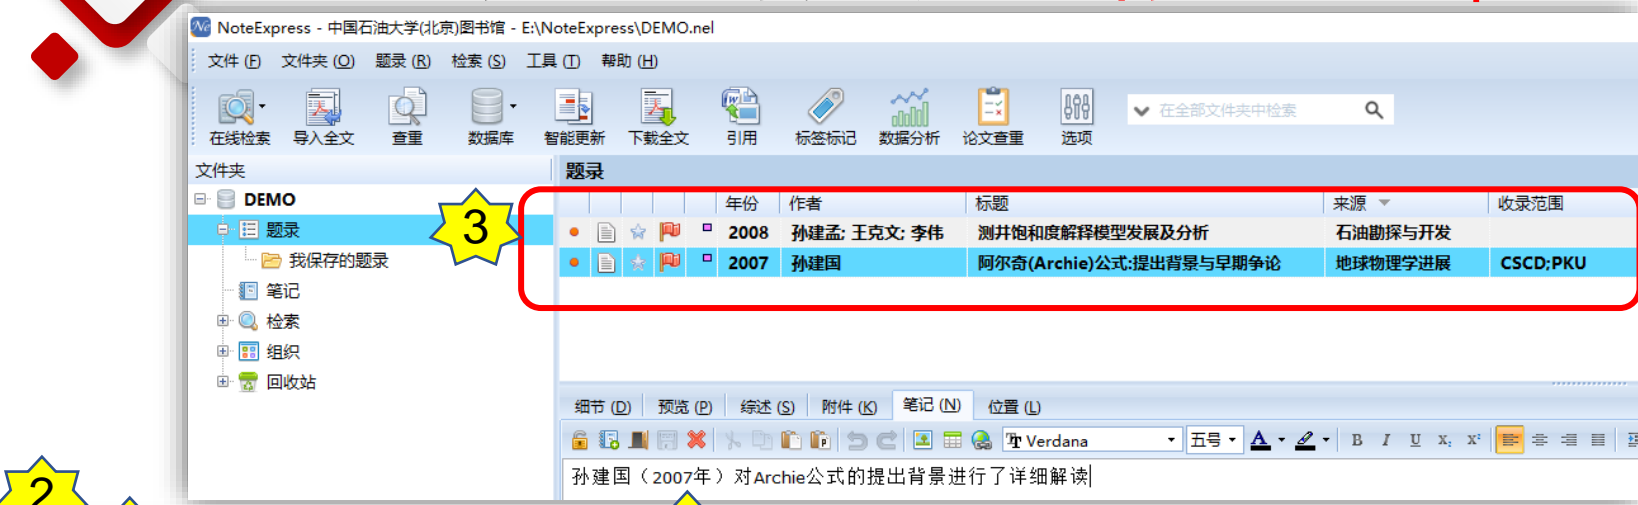 NoteExpress - 中国石油大学(北京)图书馆 - E:\NoteExpress\DEMO.nel
文件 (F) 文件夹 (O) 题录 (R) 检索 (S) 工具 (T) 帮助 (H)
在线检索 导入全文 查重 数据库 智能更新 下载全文 引用 标签标记 数据分析 论文查重 选项 在全部文件夹中检索
文件夹 题录
DEMO
年份 作者 标题 来源 收录范围
3
题录
2008 孙建孟; 王克文; 李伟 测井饱和度解释模型发展及分析 石油勘探与开发
我保存的题录
2007 孙建国 阿尔奇(Archie)公式:提出背景与早期争论 地球物理学进展 CSCD;PKU
笔记
检索
组织
回收站
细节 (D) 预览 (P) 综述 (S) 附件 (K) 笔记 (N) 位置 (L)
Verdana 五号 A B I U X₂ X²
孙建国（2007年）对Archie公式的提出背景进行了详细解读
2